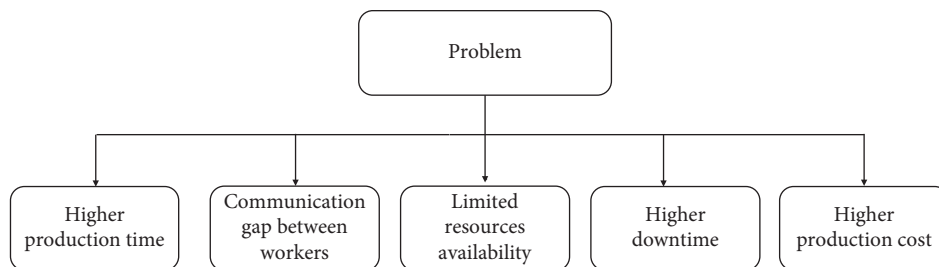 Problem
Higher
production time
Communication
gap between
workers
Limited
resources
availability
Higher
downtime
Higher
production cost